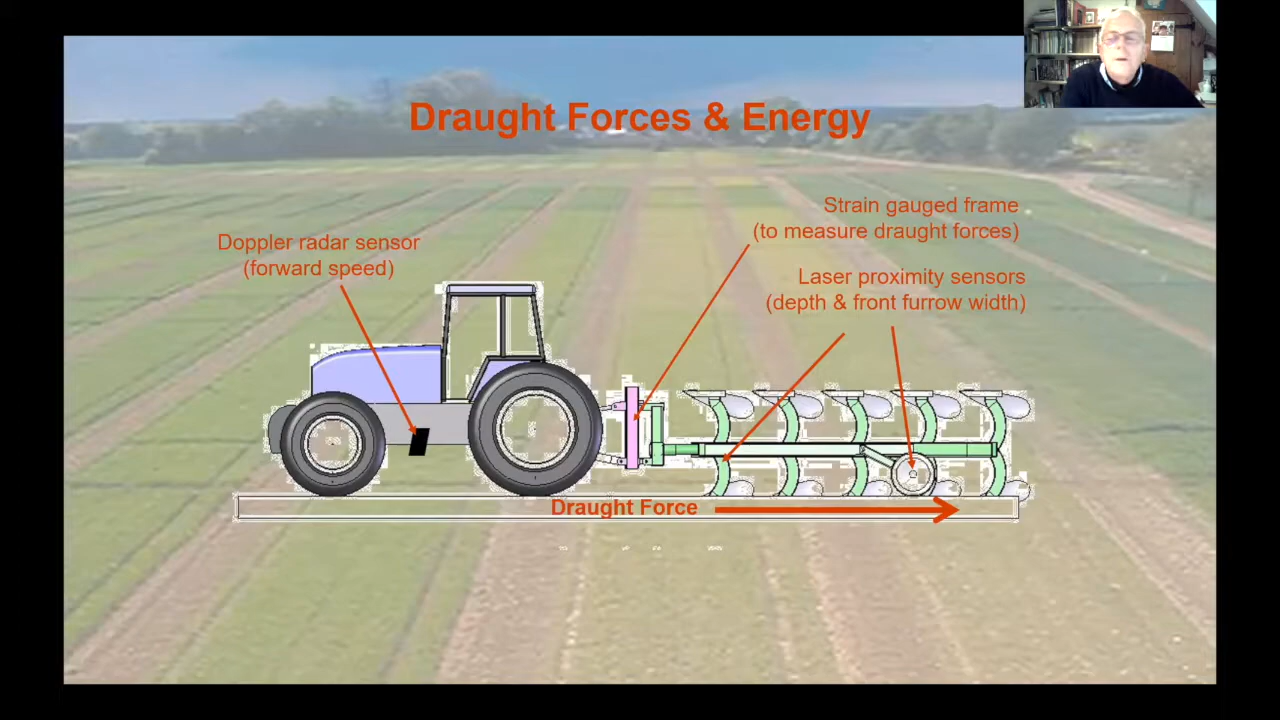 Draught Forces & Energy
Doppler radar sensor
(forward speed)
Strain gauged frame
(to measure draught forces)
Laser proximity sensors
(depth & front furrow width)
Draught Force